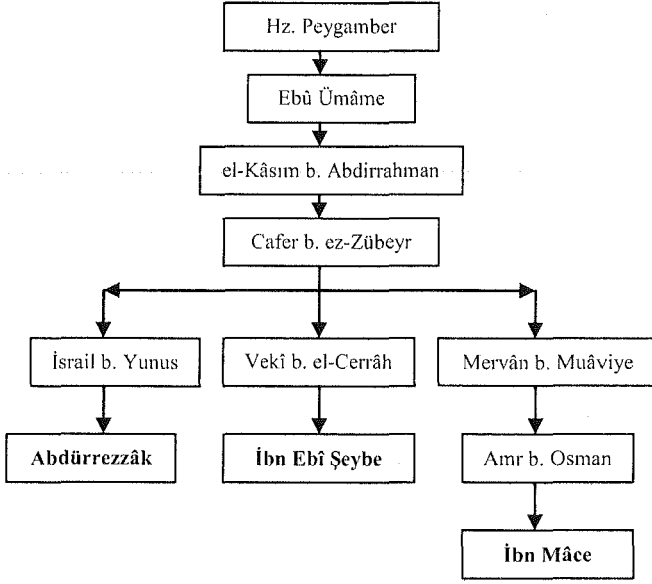 Hz. Peygamber
Ebû Ümâme
el-Kâsım b. Abdirrahman
Cafer b. ez-Zübeyr
İsrail b. Yunus
Vekî b. el-Cerrâh
Mervân b. Muâviye
Abdürrezzâk
İbn Ebî Şeybe
Amr b. Osman
İbn Mâce